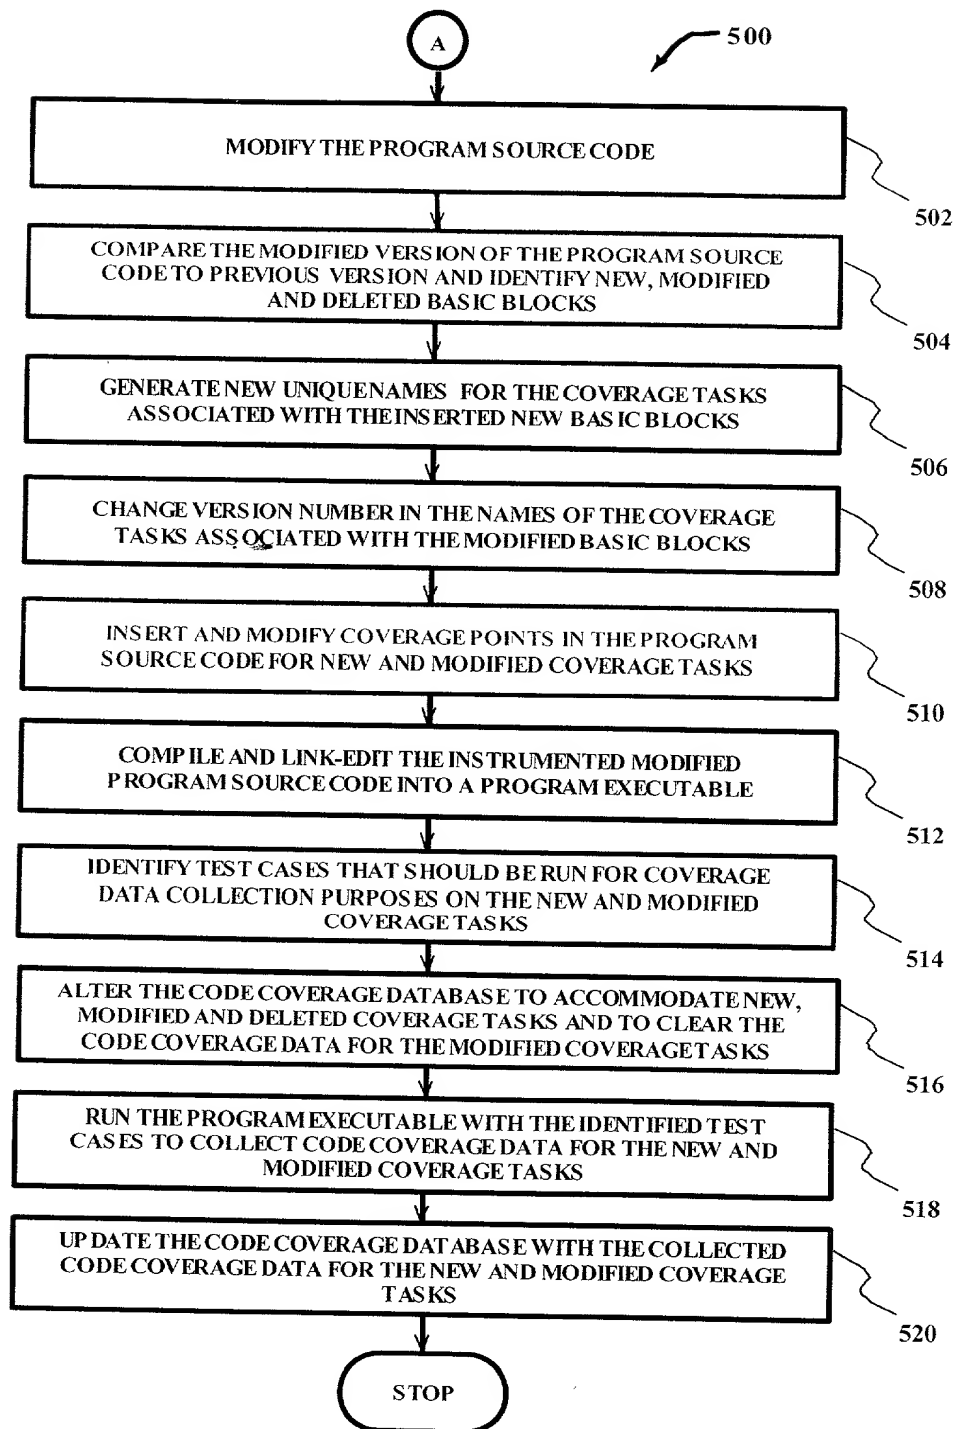 A
500
MODIFY THE PROGRAM SOURCE CODE
502
COMPARE THE MODIFIED VERSION OF THE PROGRAM SOURCE
CODE TO PREVIOUS VERSION AND IDENTIFY NEW, MODIFIED
AND DELETED BASIC BLOCKS
504
GENERATE NEW UNIQUE NAMES FOR THE COVERAGE TASKS
ASSOCIATED WITH THE INSERTED NEW BASIC BLOCKS
506
CHANGE VERSION NUMBER IN THE NAMES OF THE COVERAGE
TASKS ASSOCIATED WITH THE MODIFIED BASIC BLOCKS
508
INSERT AND MODIFY COVERAGE POINTS IN THE PROGRAM
SOURCE CODE FOR NEW AND MODIFIED COVERAGE TASKS
510
COMPILE AND LINK-EDIT THE INSTRUMENTED MODIFIED
PROGRAM SOURCE CODE INTO A PROGRAM EXECUTABLE
512
IDENTIFY TEST CASES THAT SHOULD BE RUN FOR COVERAGE
DATA COLLECTION PURPOSES ON THE NEW AND MODIFIED
COVERAGE TASKS
514
ALTER THE CODE COVERAGE DATABASE TO ACCOMMODATE NEW,
MODIFIED AND DELETED COVERAGE TASKS AND TO CLEAR THE
CODE COVERAGE DATA FOR THE MODIFIED COVERAGE TASKS
516
RUN THE PROGRAM EXECUTABLE WITH THE IDENTIFIED TEST
CASES TO COLLECT CODE COVERAGE DATA FOR THE NEW AND
MODIFIED COVERAGE TASKS
518
UPDATE THE CODE COVERAGE DATABASE WITH THE COLLECTED
CODE COVERAGE DATA FOR THE NEW AND MODIFIED COVERAGE
TASKS
520
STOP